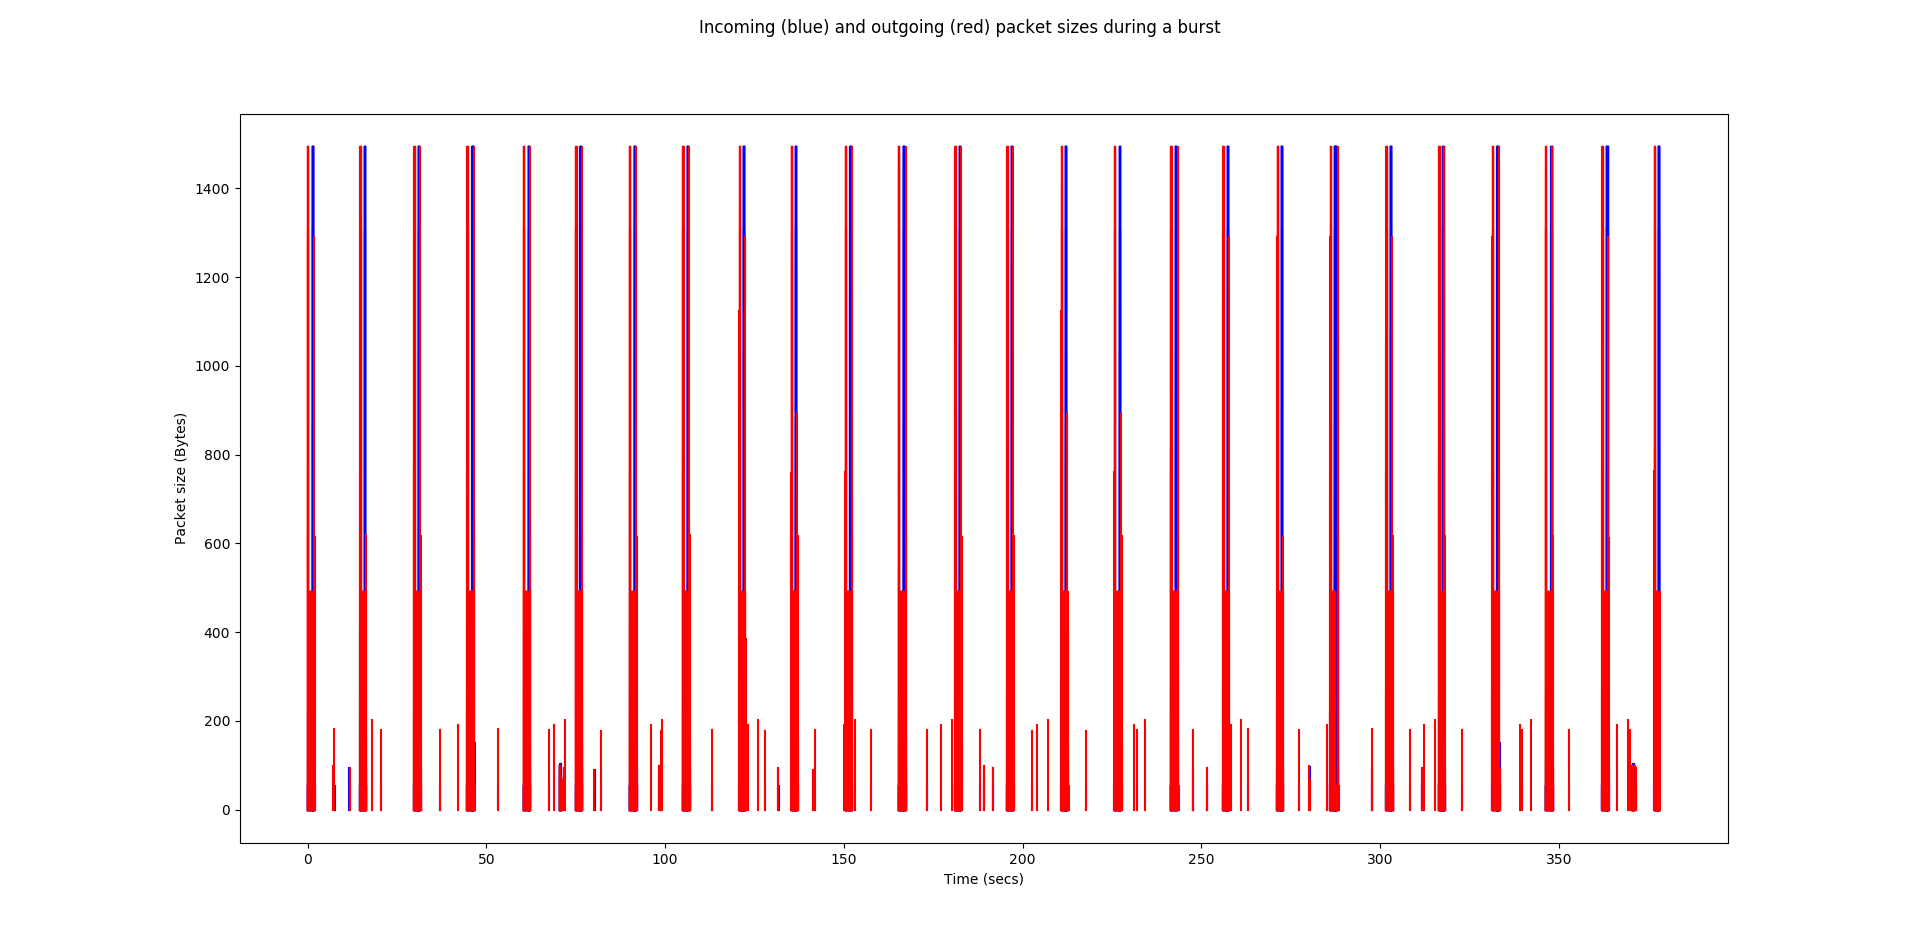 Incoming (blue) and outgoing (red) packet sizes during a burst
Packet size (Bytes)
1400
1200
1000
800
600
400
200
0
0 50 100 150 200 250 300 350
Time (secs)